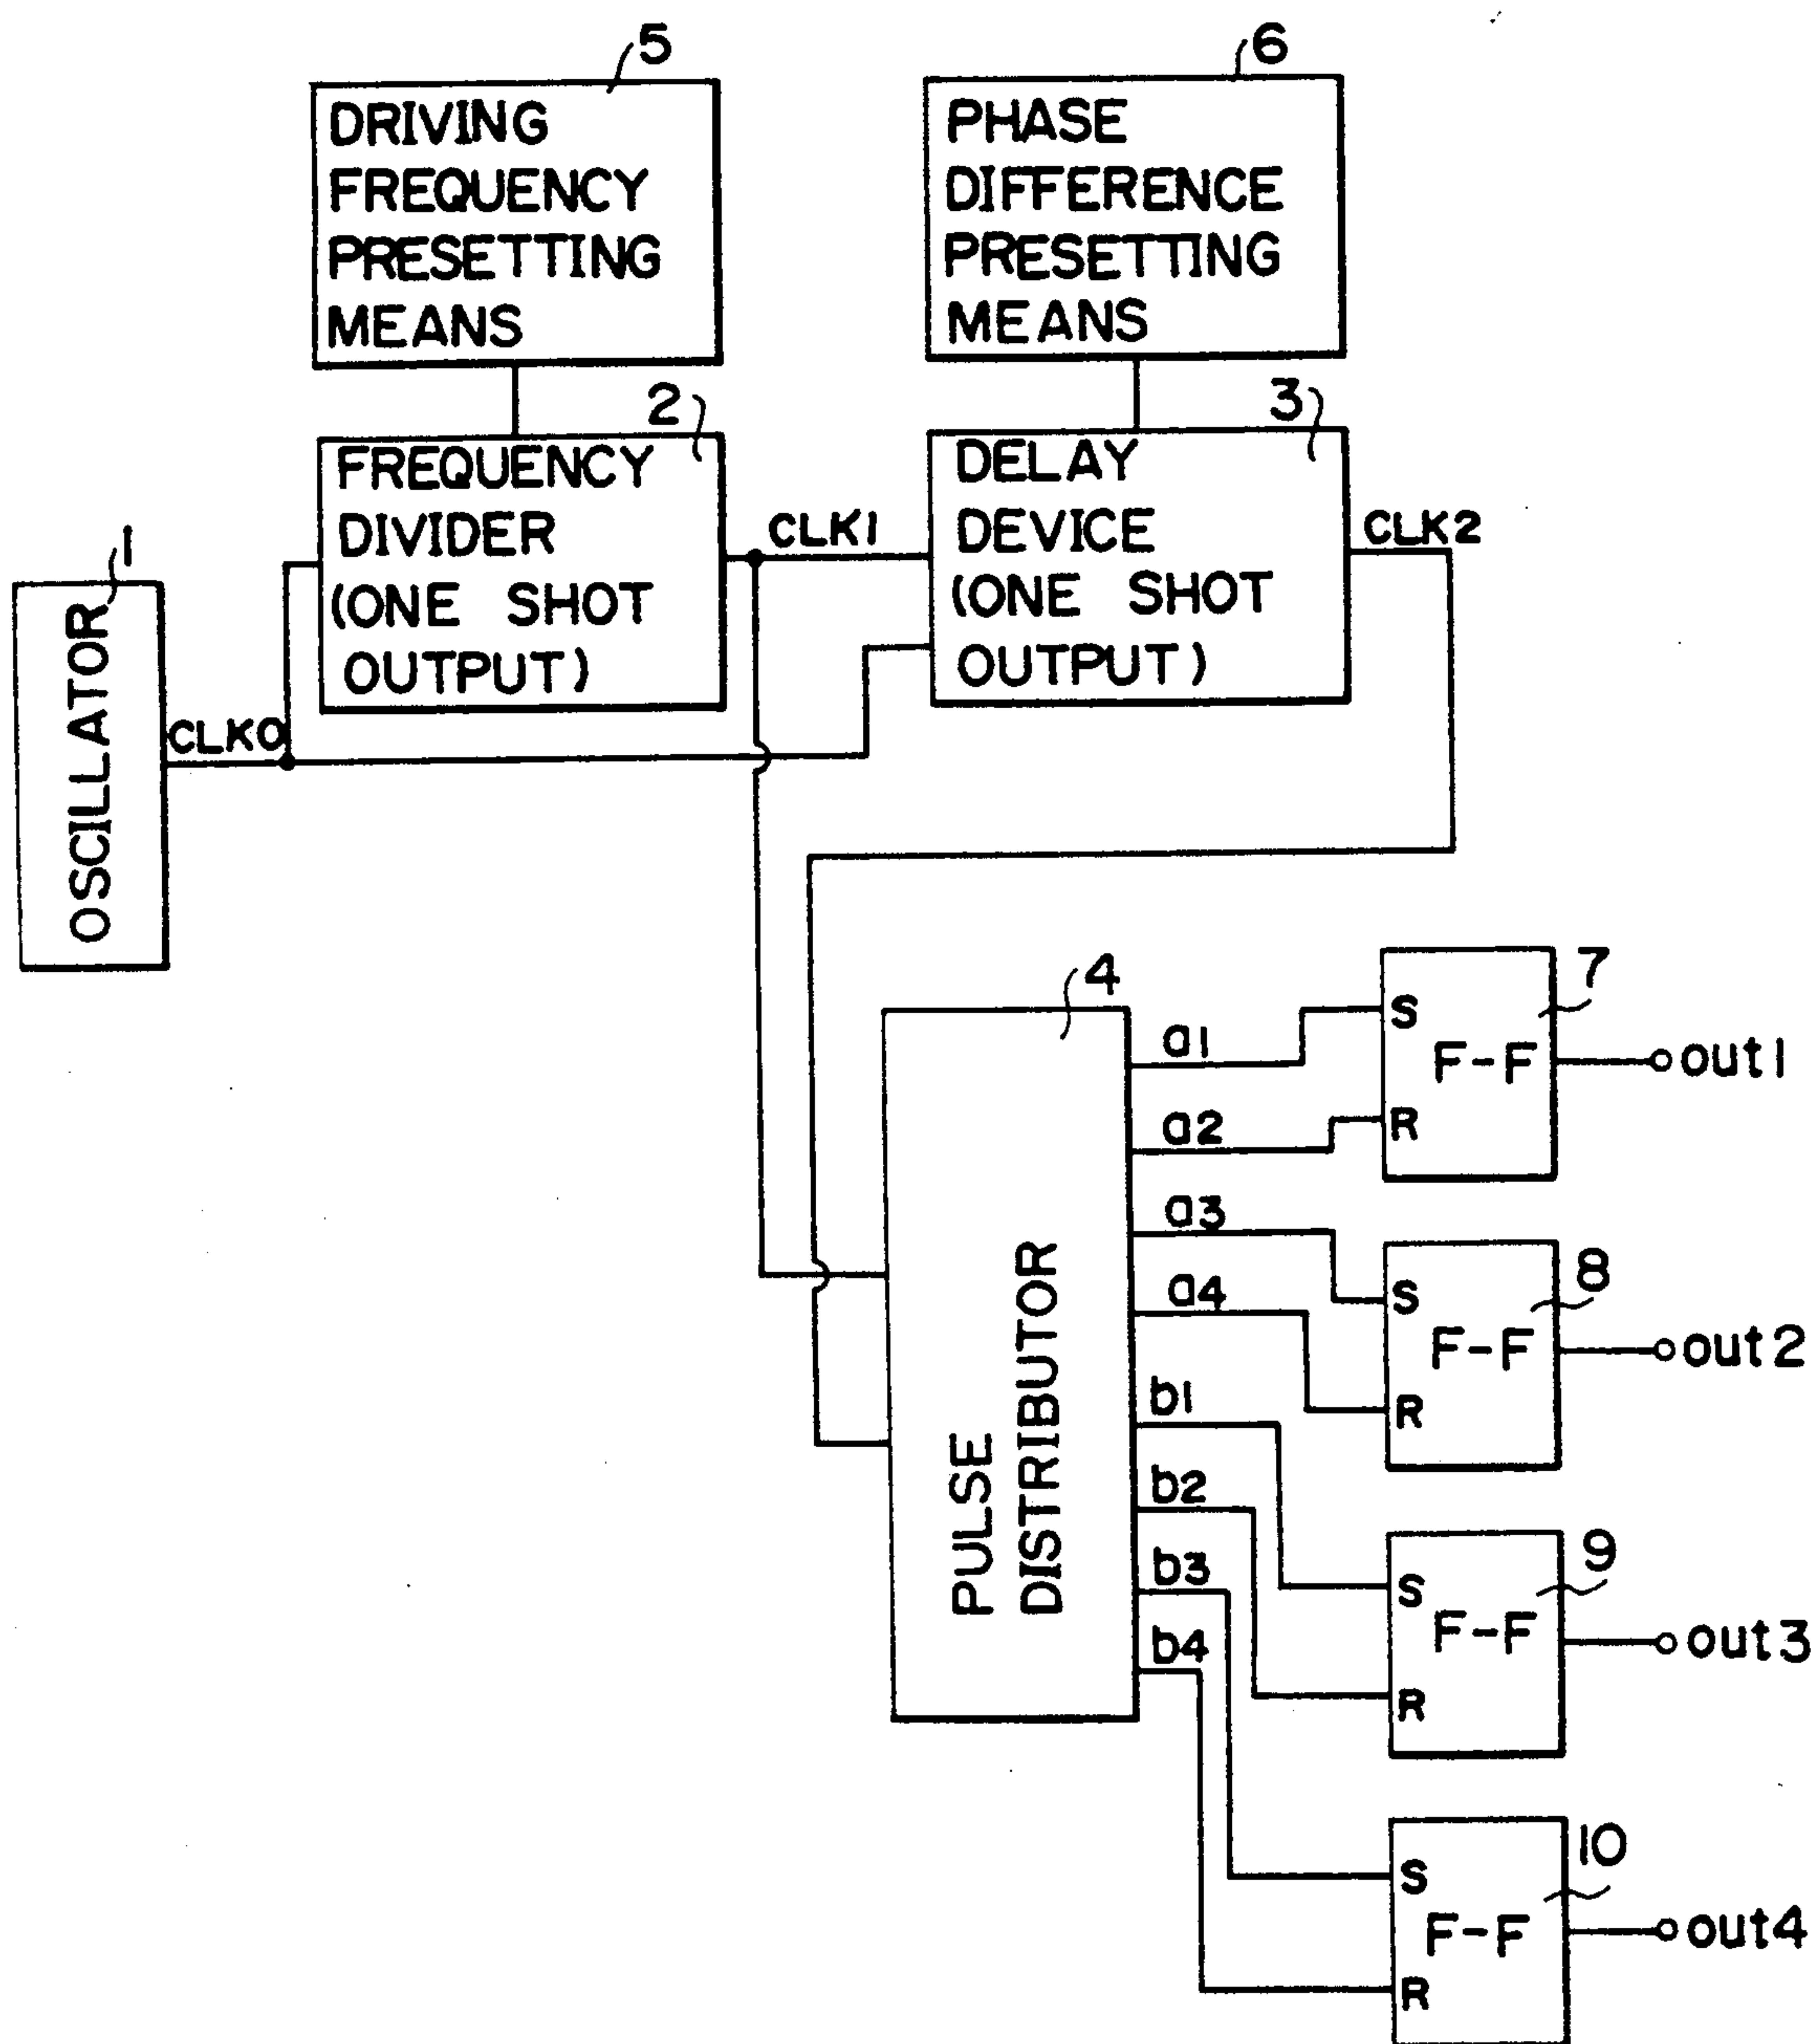 5
DRIVING
FREQUENCY
PRESETTING
MEANS
6
PHASE
DIFFERENCE
PRESETTING
MEANS
1
OSCILLATOR
CLK0
2
FREQUENCY
DIVIDER
(ONE SHOT
OUTPUT)
CLK1
3
DELAY
DEVICE
(ONE SHOT
OUTPUT)
CLK2
4
PULSE
DISTRIBUTOR
a1
a2
a3
a4
b1
b2
b3
b4
7
S
F-F
R
out1
8
S
F-F
R
out2
9
S
F-F
R
out3
10
S
F-F
R
out4